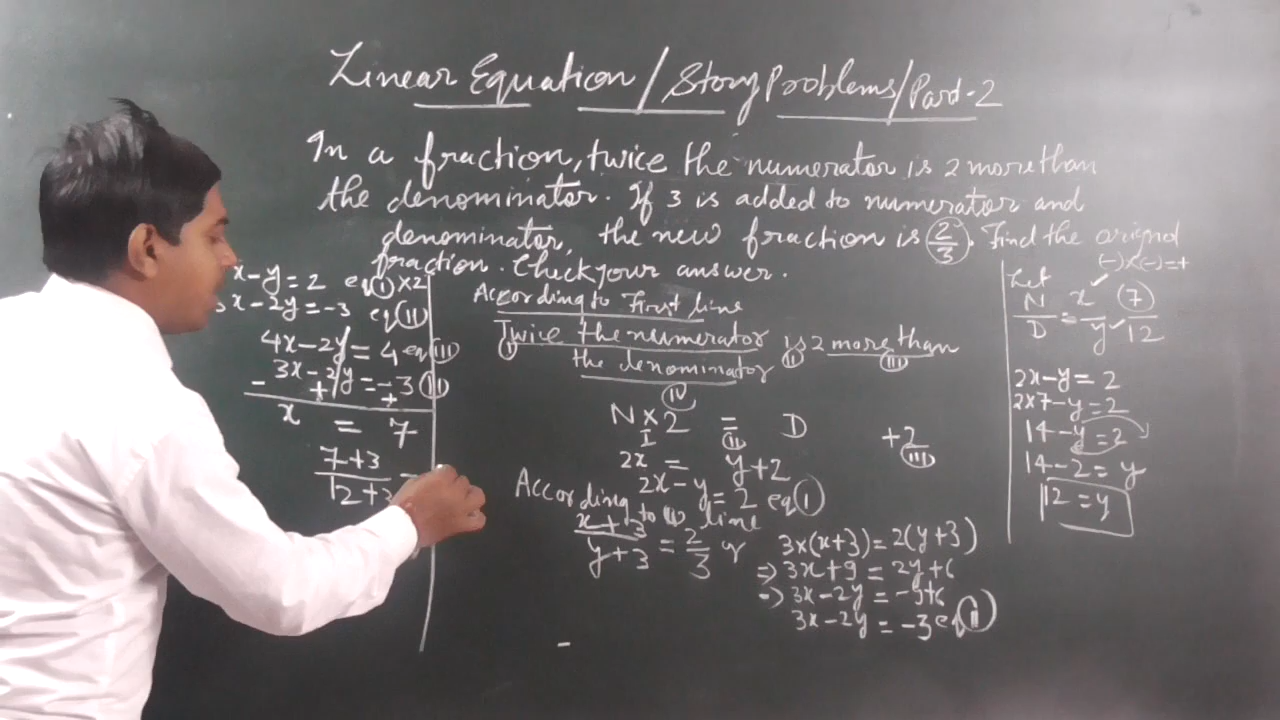 Linear Equation / Story Problems / Part-2
In a fraction, twice the numerator is 2 more than
the denominator. If 3 is added to numerator and
denominator, the new fraction is 2/3. Find the
fraction. Check your answer.
x-y=2 eq(I)×2
x-2y=-3 eq(II)
4x-2y=4 eq(III)
3x-2y=-3 (II)
- + +
x = 7
7+3
12+
According to First line
Twice the numerator is 2 more than
(I) (II) (III)
the denominator
(IV)
N×2 = D +2
I (II) (III)
2x = y+2
2x-y=2 eq(I)
According to line
x+3
y+3 = 2/3
3×(x+3)=2(y+3)
⇒3x+9=2y+6
⇒3x-2y=-9+6
3x-2y=-3 eq(II)
(-)×(-)=+
Let
N/D = x/y (7)
12
2x-y=2
2×7-y=2
14-y=2
14-2=y
12=y